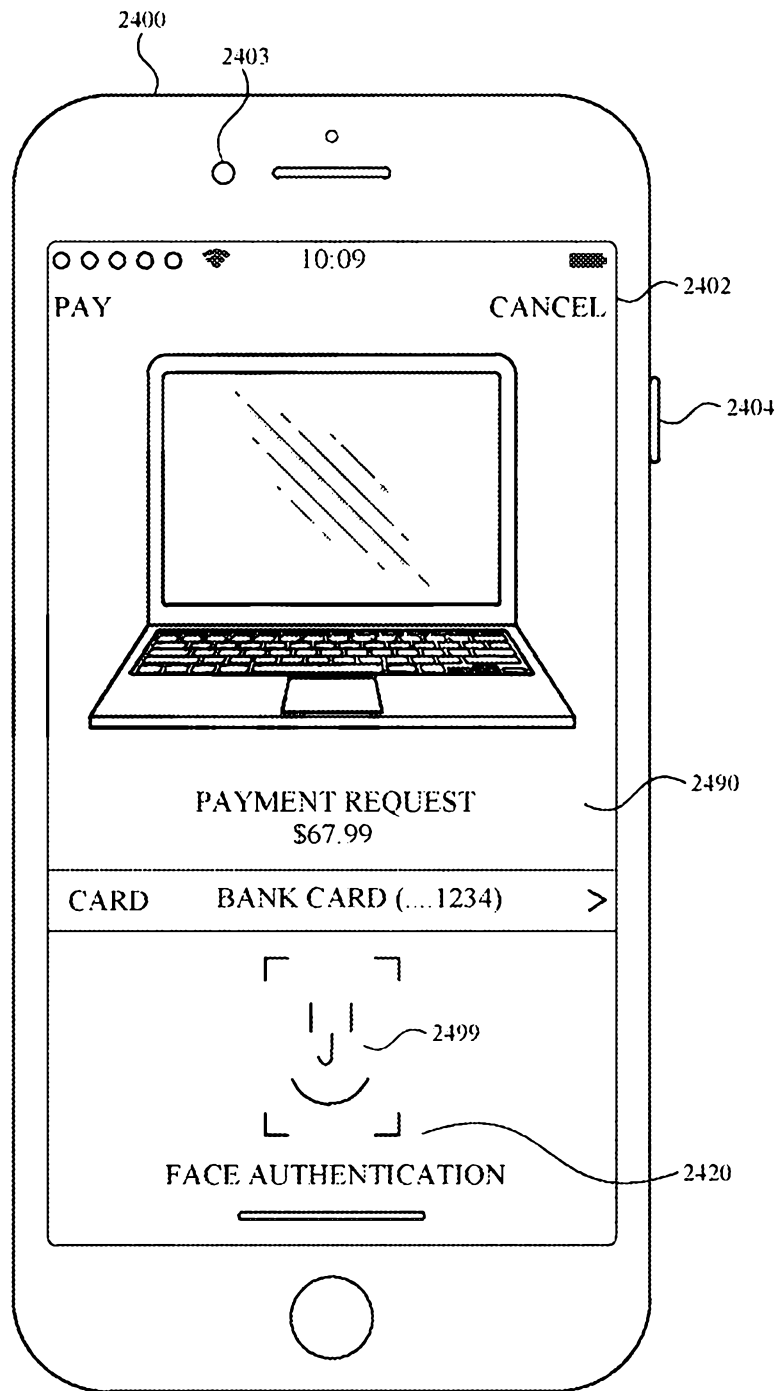 2400
2403
10:09
2402
PAY CANCEL
2404
PAYMENT REQUEST
2490
$67.99
CARD BANK CARD (....1234) >
2499
FACE AUTHENTICATION
2420